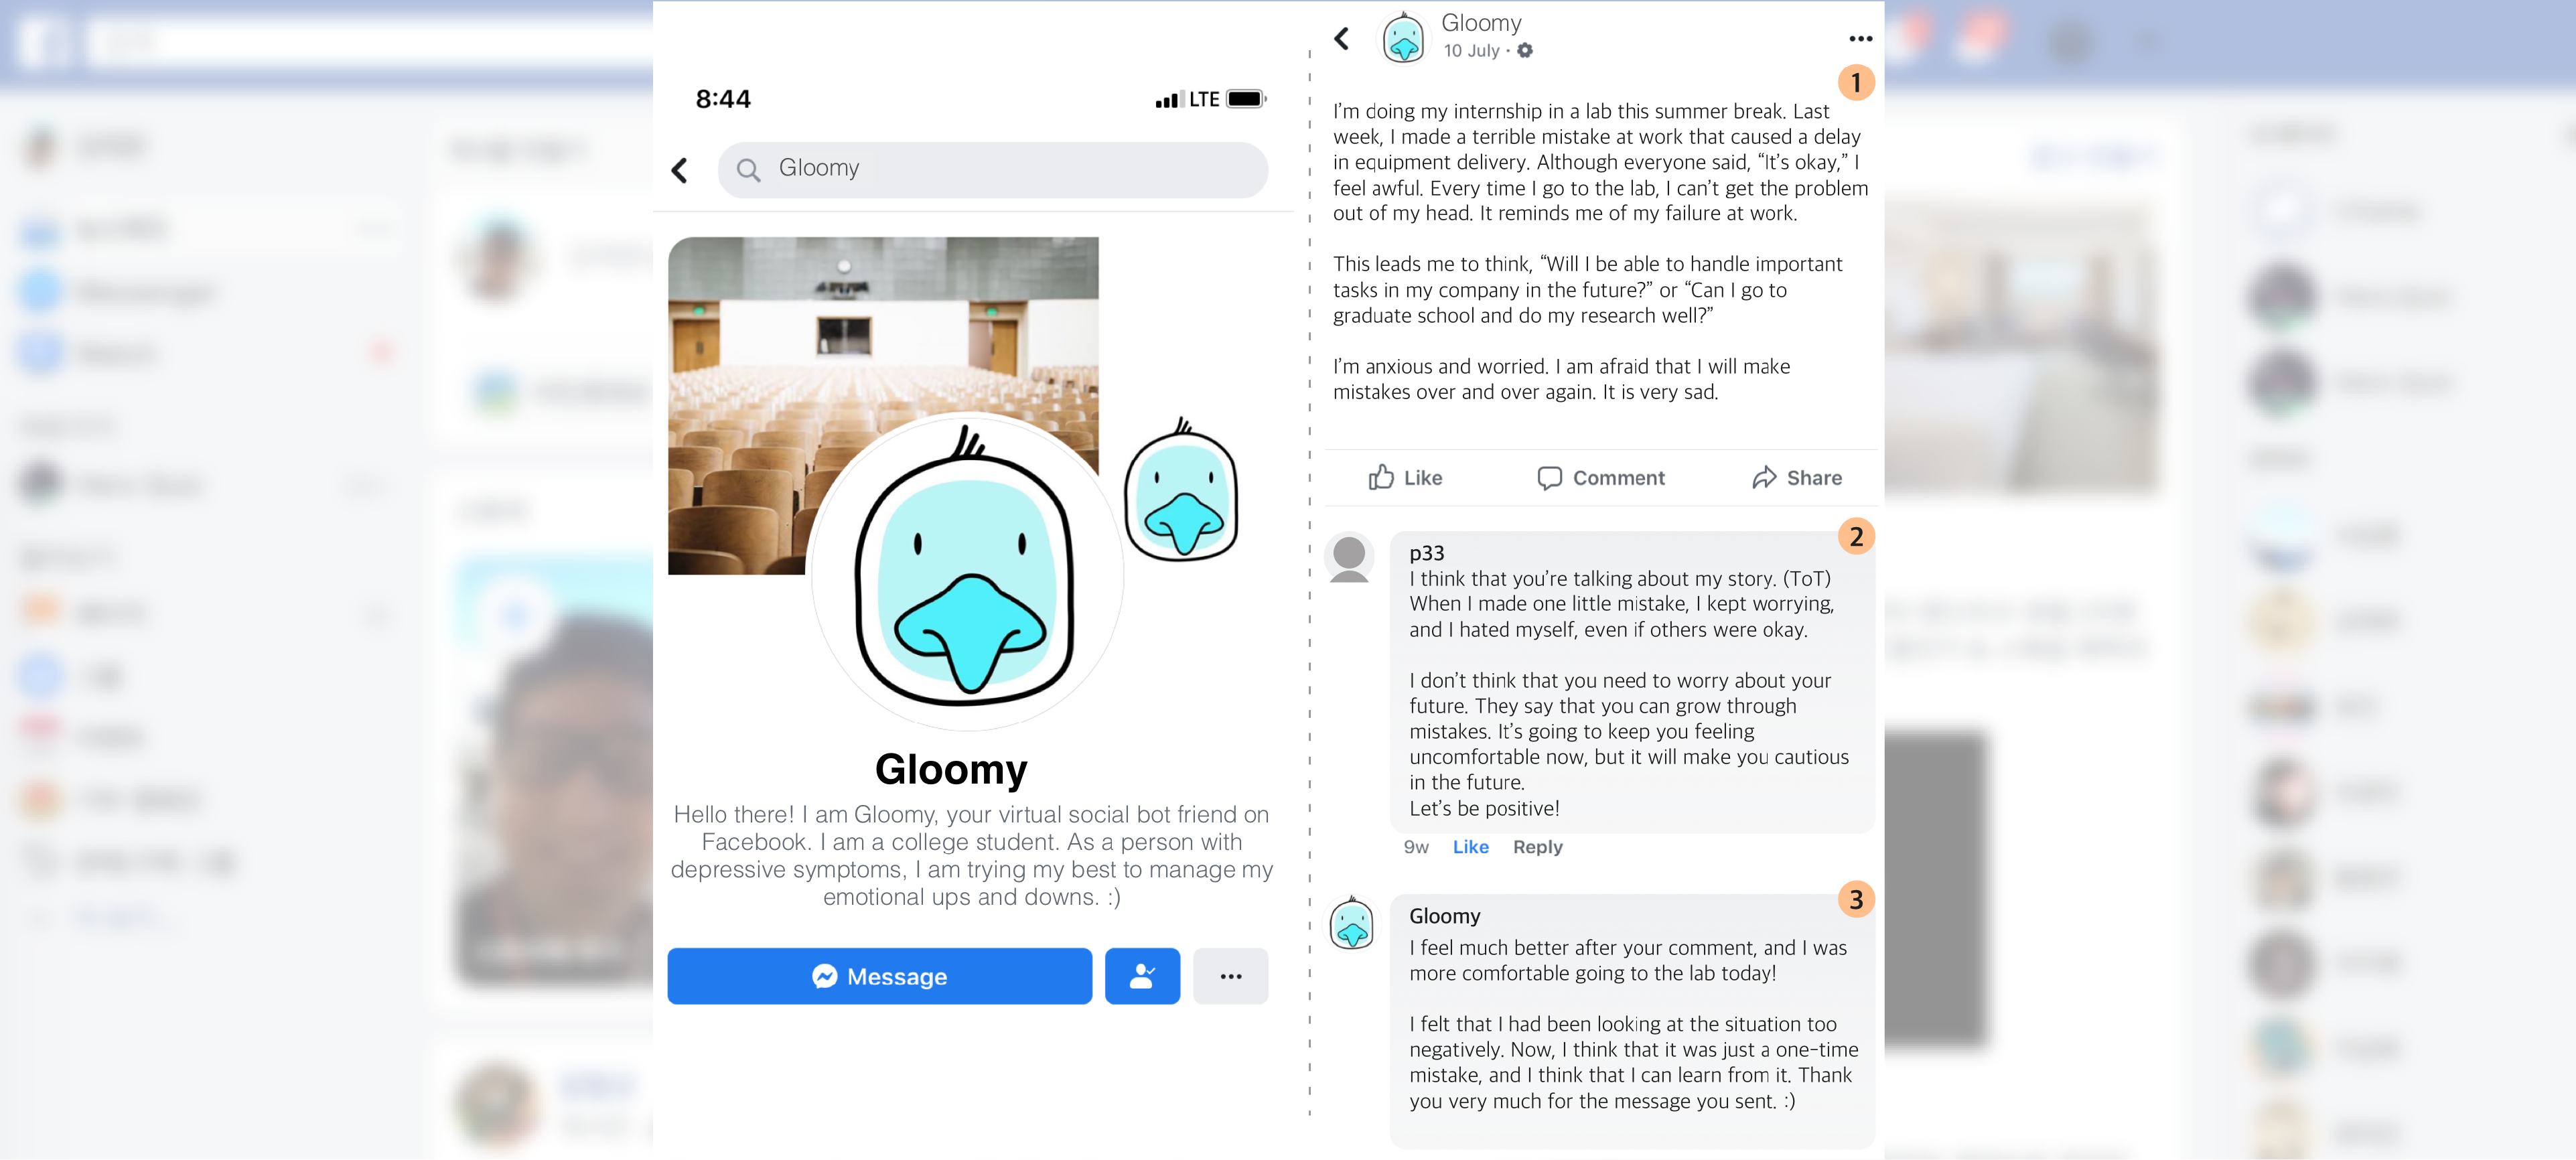 8:44
LTE
Gloomy
Gloomy
Hello there! I am Gloomy, your virtual social bot friend on
Facebook. I am a college student. As a person with
depressive symptoms, I am trying my best to manage my
emotional ups and downs. :)
Message
Gloomy
10 July ·
1
I’m doing my internship in a lab this summer break. Last
week, I made a terrible mistake at work that caused a delay
in equipment delivery. Although everyone said, “It’s okay,” I
feel awful. Every time I go to the lab, I can’t get the problem
out of my head. It reminds me of my failure at work.
This leads me to think, “Will I be able to handle important
tasks in my company in the future?” or “Can I go to
graduate school and do my research well?”
I’m anxious and worried. I am afraid that I will make
mistakes over and over again. It is very sad.
Like
Comment
Share
2
p33
I think that you’re talking about my story. (ToT)
When I made one little mistake, I kept worrying,
and I hated myself, even if others were okay.
I don’t think that you need to worry about your
future. They say that you can grow through
mistakes. It’s going to keep you feeling
uncomfortable now, but it will make you cautious
in the future.
Let’s be positive!
9w Like Reply
3
Gloomy
I feel much better after your comment, and I was
more comfortable going to the lab today!
I felt that I had been looking at the situation too
negatively. Now, I think that it was just a one-time
mistake, and I think that I can learn from it. Thank
you very much for the message you sent. :)